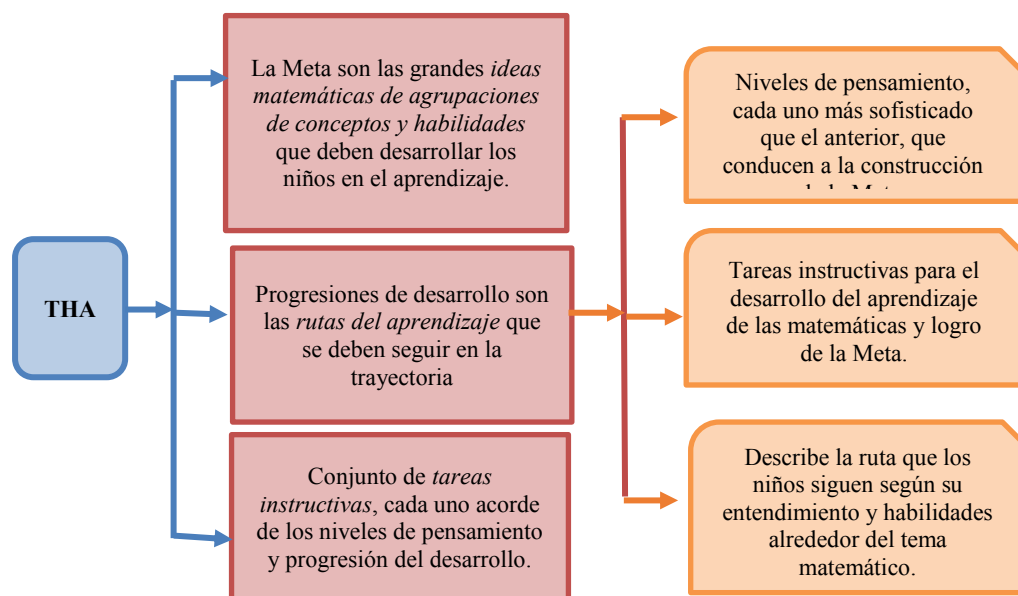 THA
La Meta son las grandes ideas
matemáticas de agrupaciones
de conceptos y habilidades
que deben desarrollar los
niños en el aprendizaje.
Progresiones de desarrollo son
las rutas del aprendizaje que
se deben seguir en la
trayectoria
Conjunto de tareas
instructivas, cada uno acorde
de los niveles de pensamiento
y progresión del desarrollo.
Niveles de pensamiento,
cada uno más sofisticado
que el anterior, que
conducen a la construcción
Tareas instructivas para el
desarrollo del aprendizaje
de las matemáticas y logro
de la Meta.
Describe la ruta que los
niños siguen según su
entendimiento y habilidades
alrededor del tema
matemático.